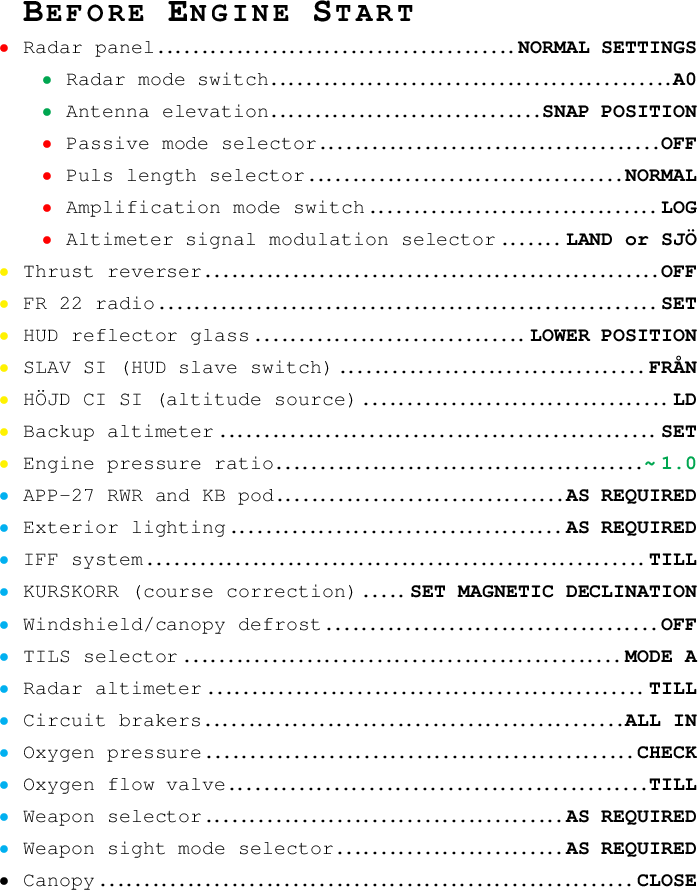 BEFORE ENGINE START
• Radar panel........................................NORMAL SETTINGS
• Radar mode switch.............................................A0
• Antenna elevation..............................SNAP POSITION
• Passive mode selector......................................OFF
• Puls length selector...................................NORMAL
• Amplification mode switch................................LOG
• Altimeter signal modulation selector.......LAND or SJÖ
• Thrust reverser...................................................OFF
• FR 22 radio........................................................SET
• HUD reflector glass..............................LOWER POSITION
• SLAV SI (HUD slave switch)..................................FRÅN
• HÖJD CI SI (altitude source)..................................LD
• Backup altimeter.................................................SET
• Engine pressure ratio.........................................~1.0
• APP-27 RWR and KB pod................................AS REQUIRED
• Exterior lighting.....................................AS REQUIRED
• IFF system........................................................TILL
• KURSKORR (course correction).....SET MAGNETIC DECLINATION
• Windshield/canopy defrost.....................................OFF
• TILS selector.................................................MODE A
• Radar altimeter.................................................TILL
• Circuit brakers...............................................ALL IN
• Oxygen pressure................................................CHECK
• Oxygen flow valve...............................................TILL
• Weapon selector........................................AS REQUIRED
• Weapon sight mode selector.........................AS REQUIRED
• Canopy............................................................CLOSE